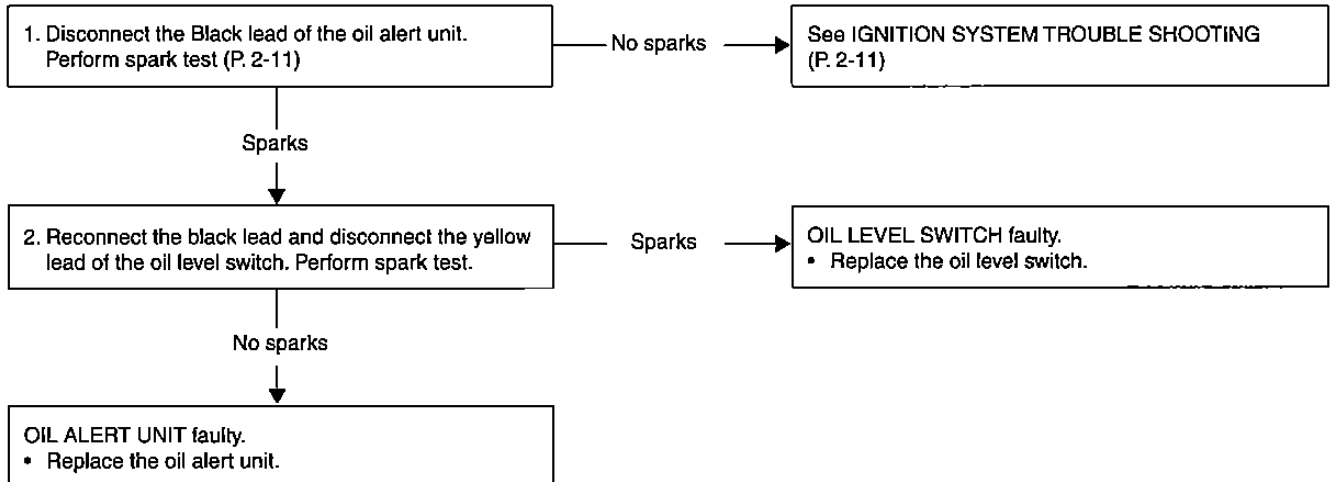 1. Disconnect the Black lead of the oil alert unit.
Perform spark test (P. 2-11)
No sparks
See IGNITION SYSTEM TROUBLE SHOOTING
(P. 2-11)
Sparks
2. Reconnect the black lead and disconnect the yellow
lead of the oil level switch. Perform spark test.
Sparks
OIL LEVEL SWITCH faulty.
• Replace the oil level switch.
No sparks
OIL ALERT UNIT faulty.
• Replace the oil alert unit.